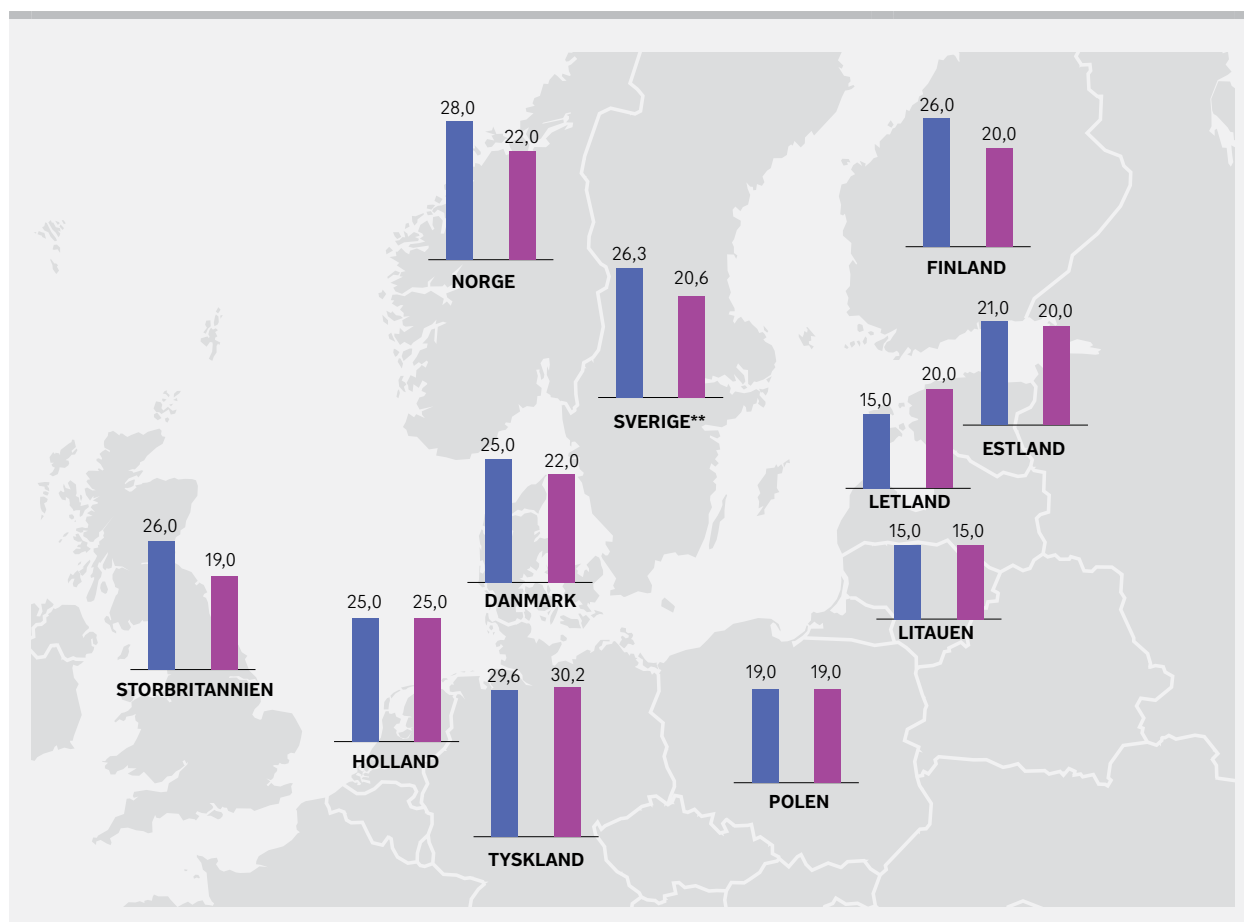 28,0
22,0
NORGE
26,0
20,0
FINLAND
26,3
20,6
SVERIGE**
21,0
20,0
ESTLAND
15,0
20,0
LETLAND
25,0
22,0
DANMARK
26,0
19,0
STORBRITANNIEN
15,0
15,0
LITAUEN
25,0
25,0
HOLLAND
29,6
30,2
TYSKLAND
19,0
19,0
POLEN